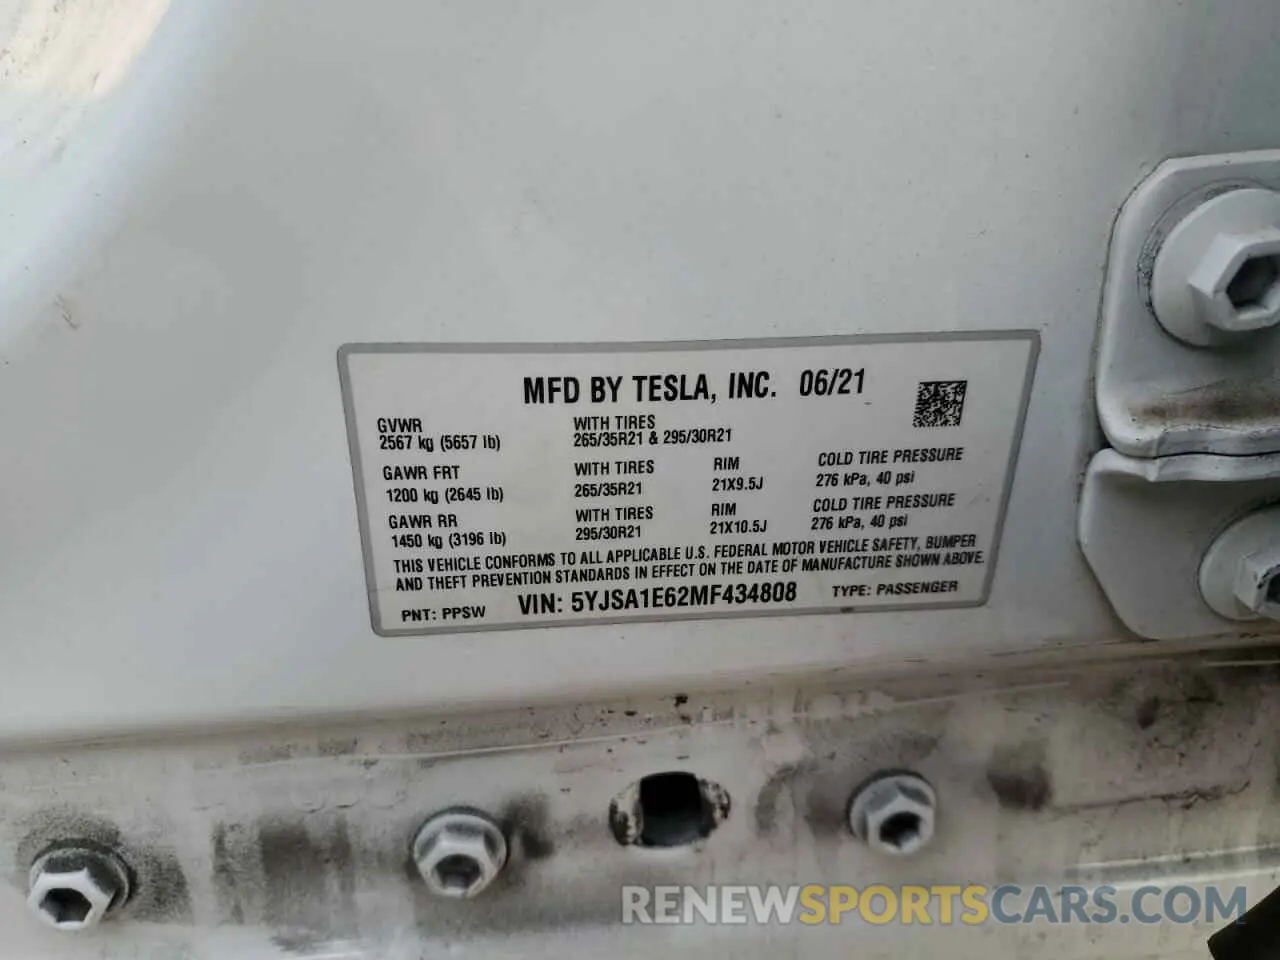 MFD BY TESLA, INC. 06/21
GVWR
2567 kg (5657 lb)
WITH TIRES
265/35R21 & 295/30R21
GAWR FRT
1200 kg (2645 lb)
WITH TIRES
265/35R21
RIM
21X9.5J
COLD TIRE PRESSURE
276 kPa, 40 psi
GAWR RR
1450 kg (3196 lb)
WITH TIRES
295/30R21
RIM
21X10.5J
COLD TIRE PRESSURE
276 kPa, 40 psi
THIS VEHICLE CONFORMS TO ALL APPLICABLE U.S. FEDERAL MOTOR VEHICLE SAFETY, BUMPER
AND THEFT PREVENTION STANDARDS IN EFFECT ON THE DATE OF MANUFACTURE SHOWN ABOVE.
PNT: PPSW VIN: 5YJSA1E62MF434808 TYPE: PASSENGER
RENEWSPORTSCARS.COM